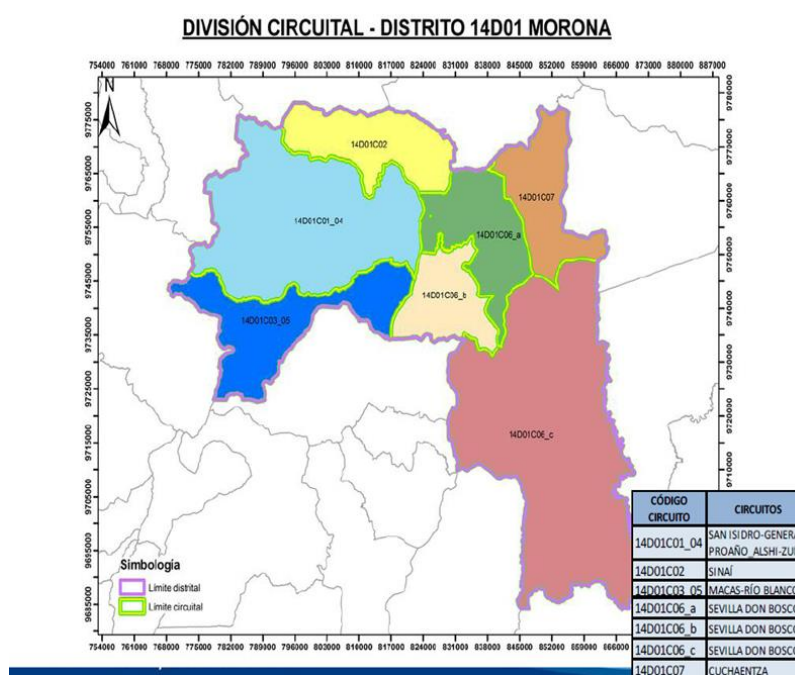 DIVISIÓN CIRCUITAL - DISTRITO 14D01 MORONA
754000 761000 768000 775000 782000 789000 796000 803000 810000 817000 824000 831000 838000 845000 852000 859000 866000 873000 880000 887000
N
9775000
9765000
9755000
9745000
9735000
9725000
9715000
9705000
9695000
9685000
9780000
9770000
9760000
9750000
9740000
9730000
9720000
9710000
14D01C02
14D01C07
14D01C01_04
14D01C06_a
14D01C06_b
14D01C03_05
14D01C06_c
Simbología
Límite distrital
Límite circuital
754000 761000 768000 775000 782000 789000 796000 803000 810000 817000 824000 831000 838000 845000 852000 859000 866000
CÓDIGO CIRCUITO CIRCUITOS
14D01C01_04 SAN ISIDRO-GENERA
PROAÑO_ALSHI-ZU
14D01C02 SINAÍ
14D01C03_05 MACAS-RÍO BLANCO
14D01C06_a SEVILLA DON BOSCO
14D01C06_b SEVILLA DON BOSCO
14D01C06_c SEVILLA DON BOSCO
14D01C07 CUCHAENTZA